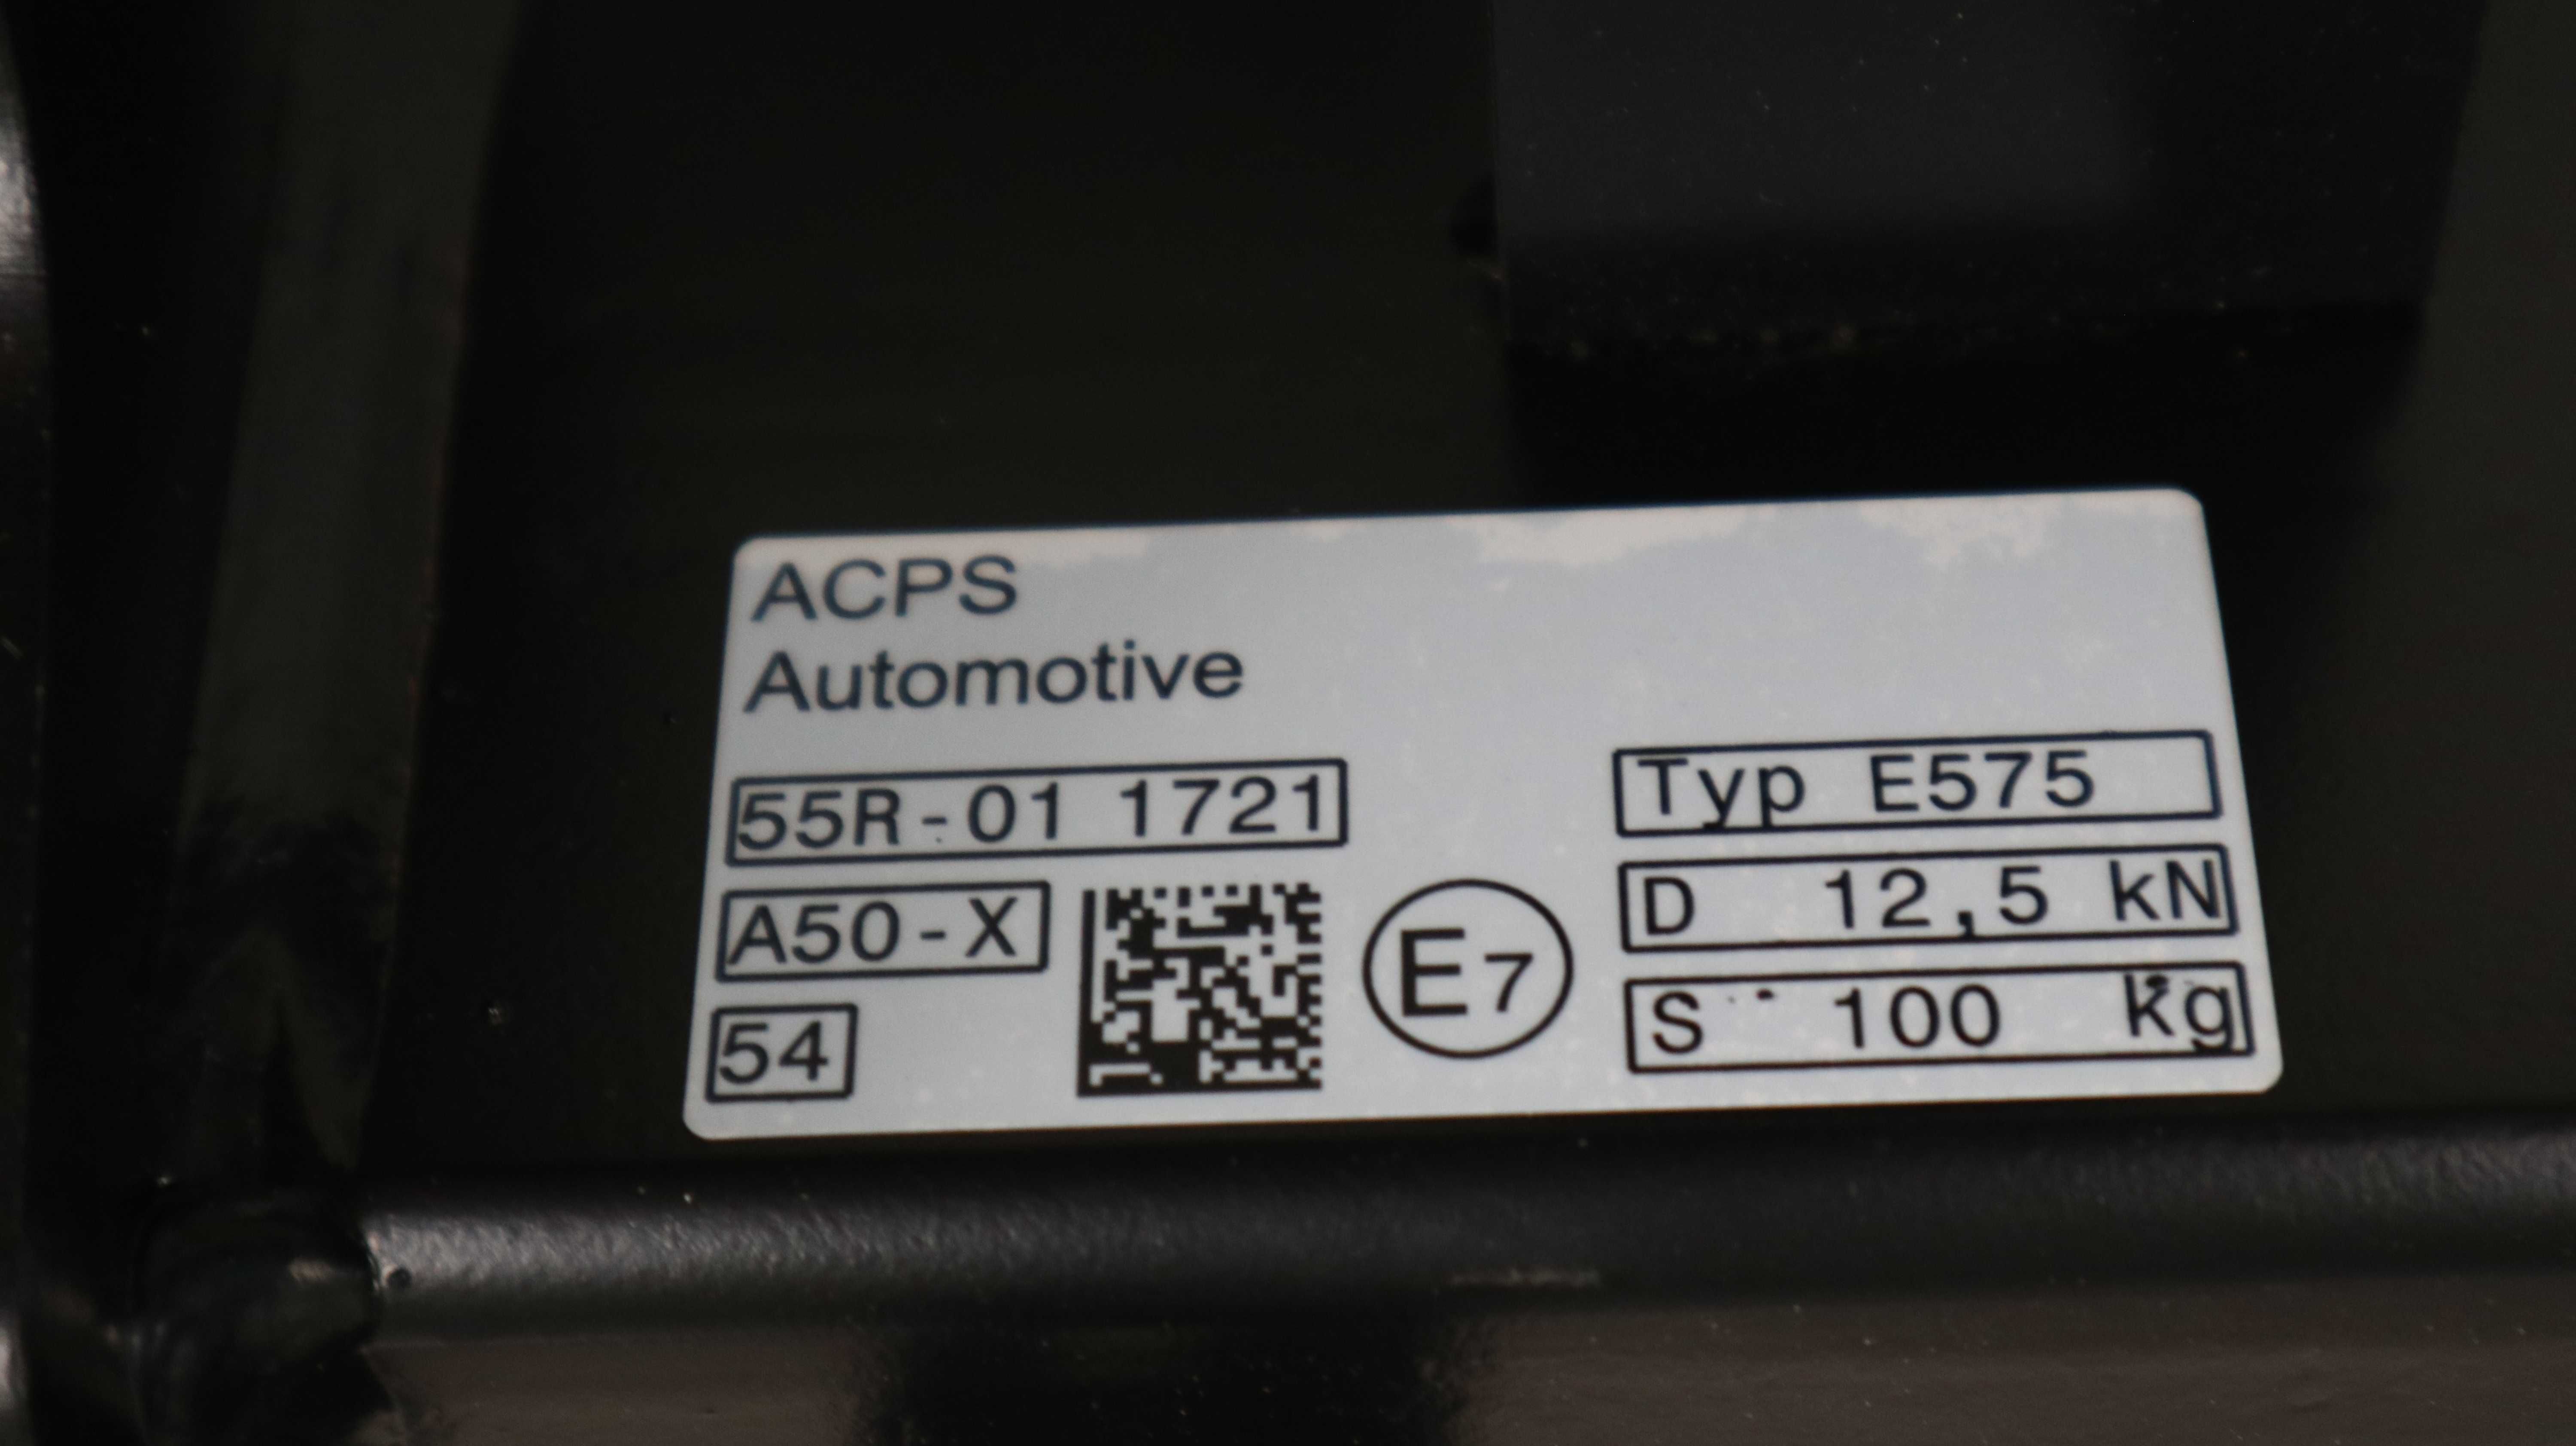 ACPS
Automotive
55R-01 1721
A50-X
54
E7
Typ E575
D 12,5 kN
S 100 kg